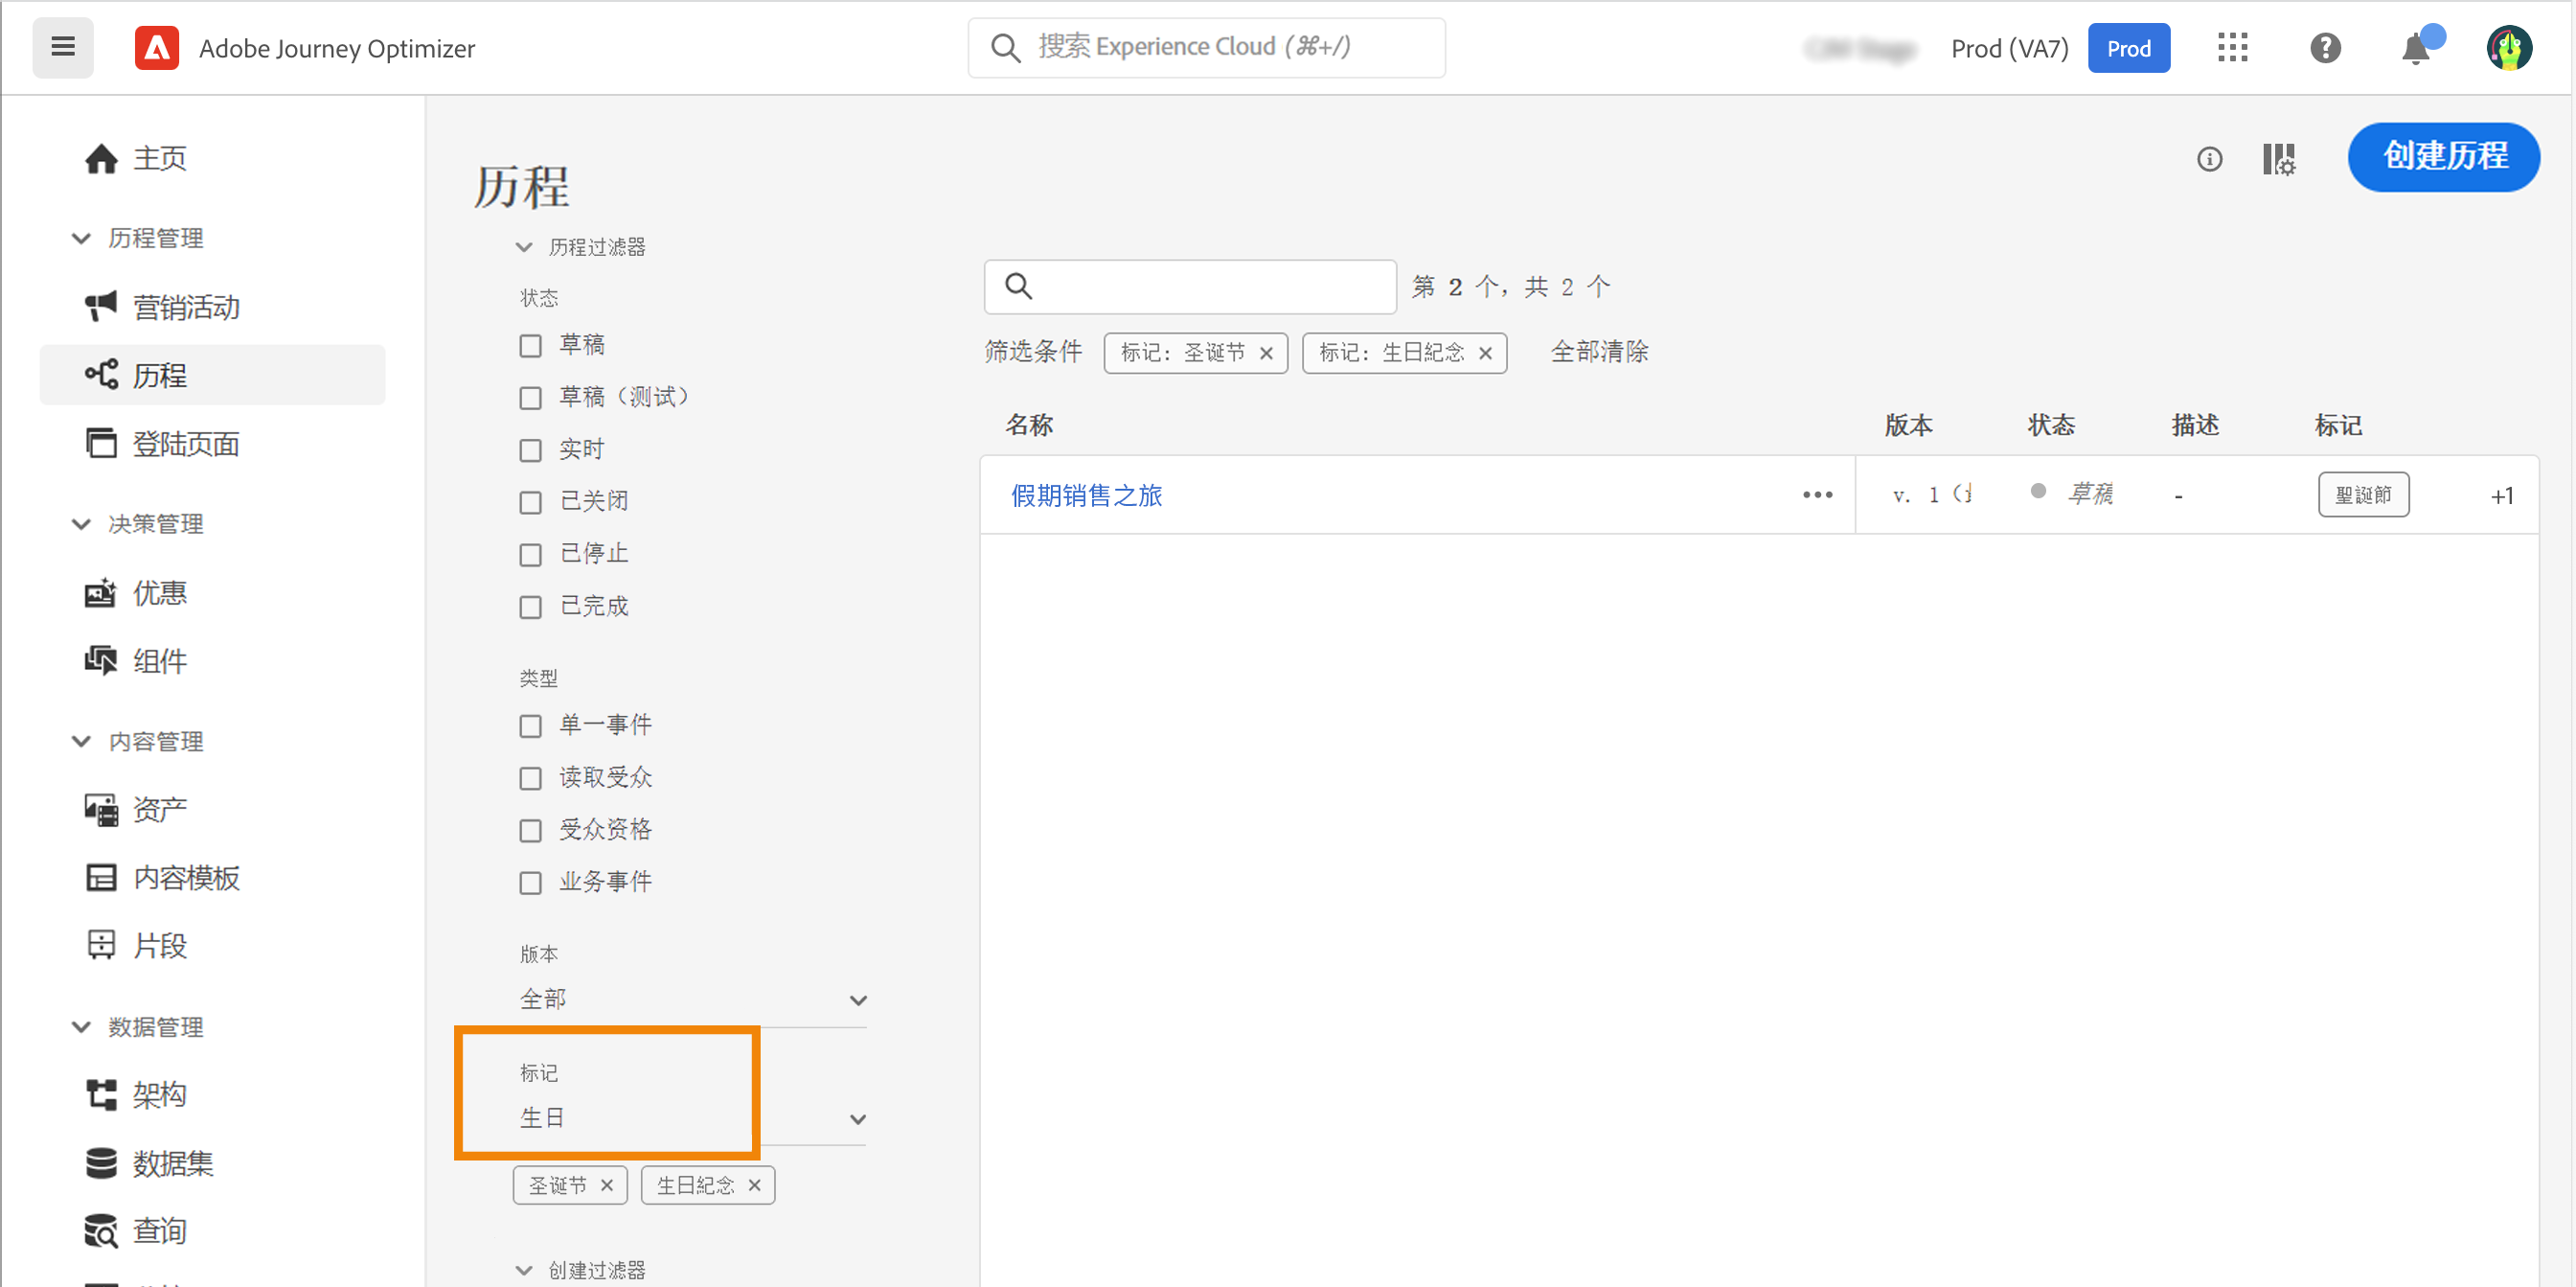 Adobe Journey Optimizer
搜索 Experience Cloud (⌘+/)
Prod (VA7)
Prod
主页
历程管理
营销活动
历程
登陆页面
决策管理
优惠
组件
内容管理
资产
内容模板
片段
数据管理
架构
数据集
查询
历程
创建历程
历程过滤器
状态
草稿
草稿（测试）
实时
已关闭
已停止
已完成
类型
单一事件
读取受众
受众资格
业务事件
版本
全部
标记
生日
圣诞节
生日紀念
创建过滤器
第 2 个，共 2 个
筛选条件 标记：圣诞节 标记：生日紀念 全部清除
名称 版本 状态 描述 标记
假期销售之旅 v. 1 草稿 - 聖誕節 +1